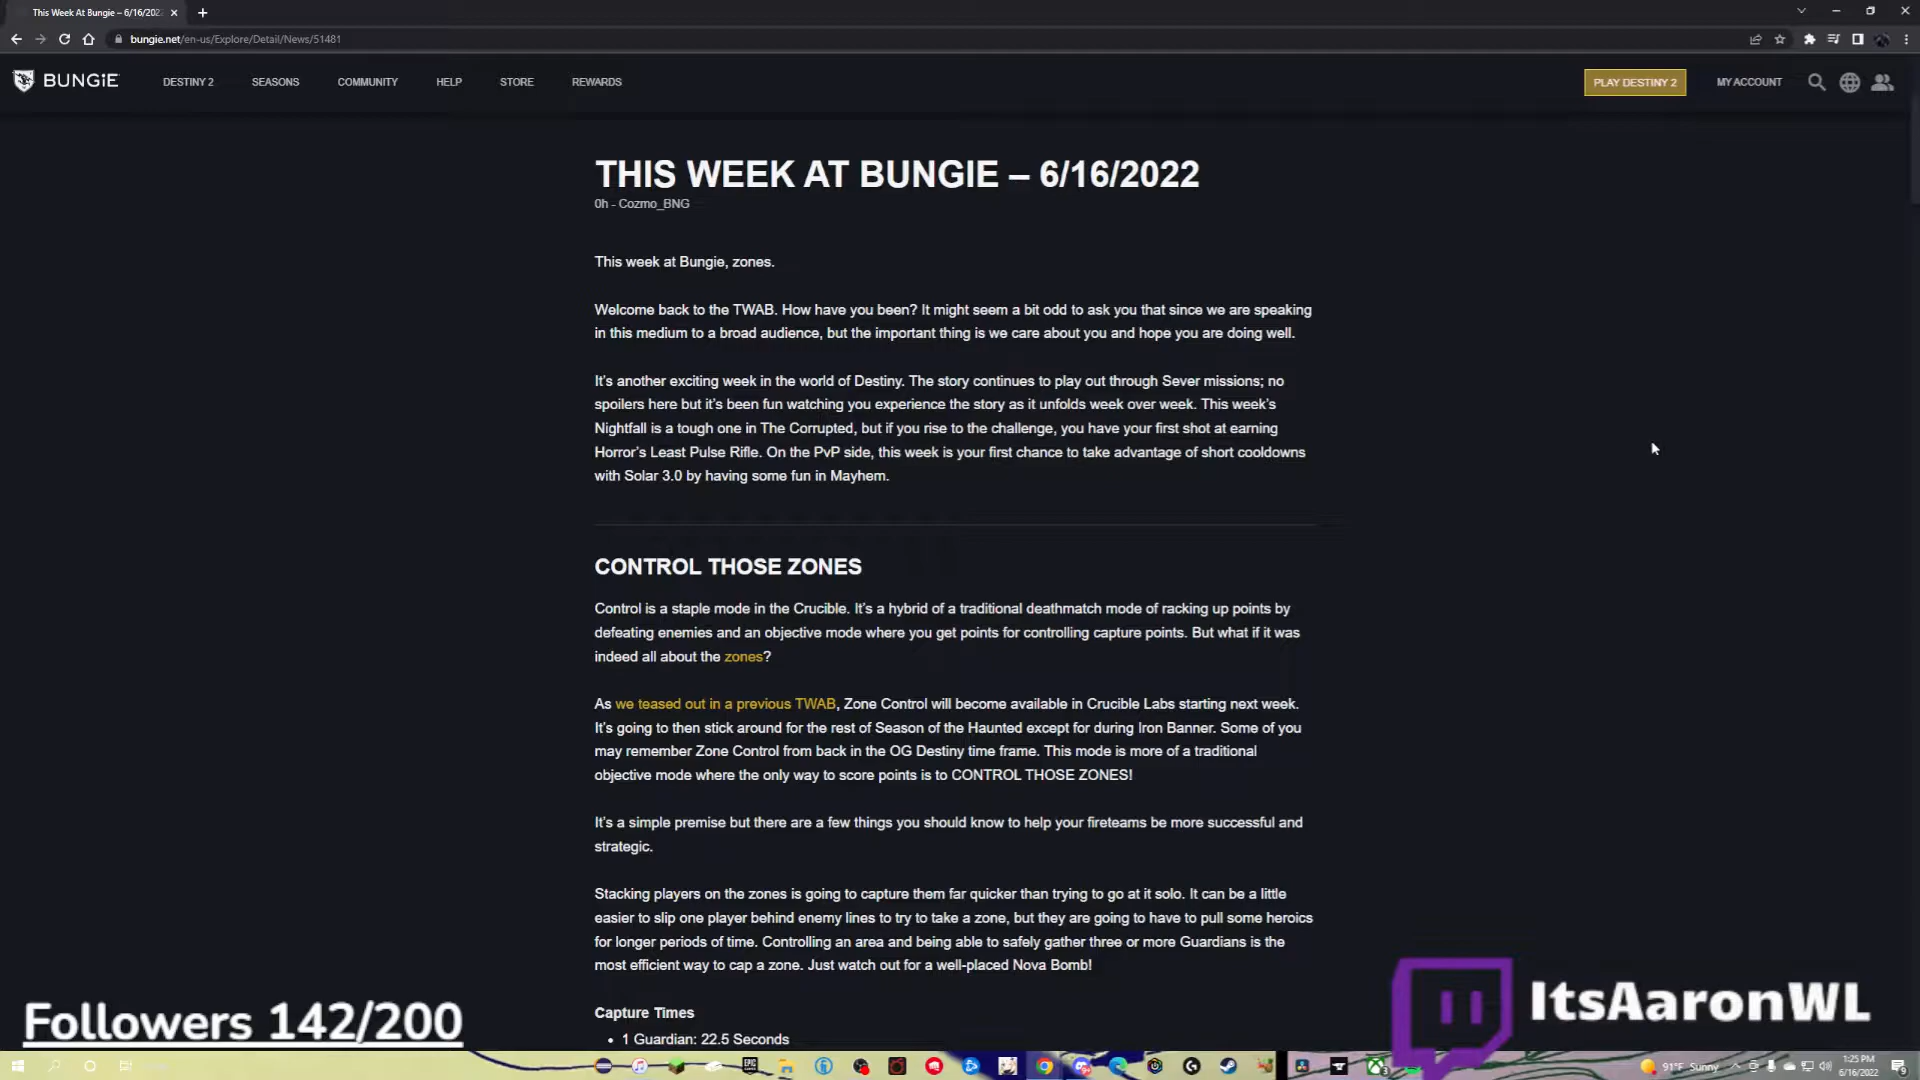 This Week At Bungie – 6/16/202
bungie.net/en-us/Explore/Detail/News/51481
BUNGIE
DESTINY 2
SEASONS
COMMUNITY
HELP
STORE
REWARDS
PLAY DESTINY 2
MY ACCOUNT
THIS WEEK AT BUNGIE – 6/16/2022
0h - Cozmo_BNG
This week at Bungie, zones.
Welcome back to the TWAB. How have you been? It might seem a bit odd to ask you that since we are speaking
in this medium to a broad audience, but the important thing is we care about you and hope you are doing well.
It's another exciting week in the world of Destiny. The story continues to play out through Sever missions; no
spoilers here but it's been fun watching you experience the story as it unfolds week over week. This week's
Nightfall is a tough one in The Corrupted, but if you rise to the challenge, you have your first shot at earning
Horror's Least Pulse Rifle. On the PvP side, this week is your first chance to take advantage of short cooldowns
with Solar 3.0 by having some fun in Mayhem.
CONTROL THOSE ZONES
Control is a staple mode in the Crucible. It's a hybrid of a traditional deathmatch mode of racking up points by
defeating enemies and an objective mode where you get points for controlling capture points. But what if it was
indeed all about the zones?
As we teased out in a previous TWAB, Zone Control will become available in Crucible Labs starting next week.
It's going to then stick around for the rest of Season of the Haunted except for during Iron Banner. Some of you
may remember Zone Control from back in the OG Destiny time frame. This mode is more of a traditional
objective mode where the only way to score points is to CONTROL THOSE ZONES!
It's a simple premise but there are a few things you should know to help your fireteams be more successful and
strategic.
Stacking players on the zones is going to capture them far quicker than trying to go at it solo. It can be a little
easier to slip one player behind enemy lines to try to take a zone, but they are going to have to pull some heroics
for longer periods of time. Controlling an area and being able to safely gather three or more Guardians is the
most efficient way to cap a zone. Just watch out for a well-placed Nova Bomb!
Capture Times
• 1 Guardian: 22.5 Seconds
Followers 142/200
ItsAaronWL
91°F Sunny
1:25 PM
6/16/2022